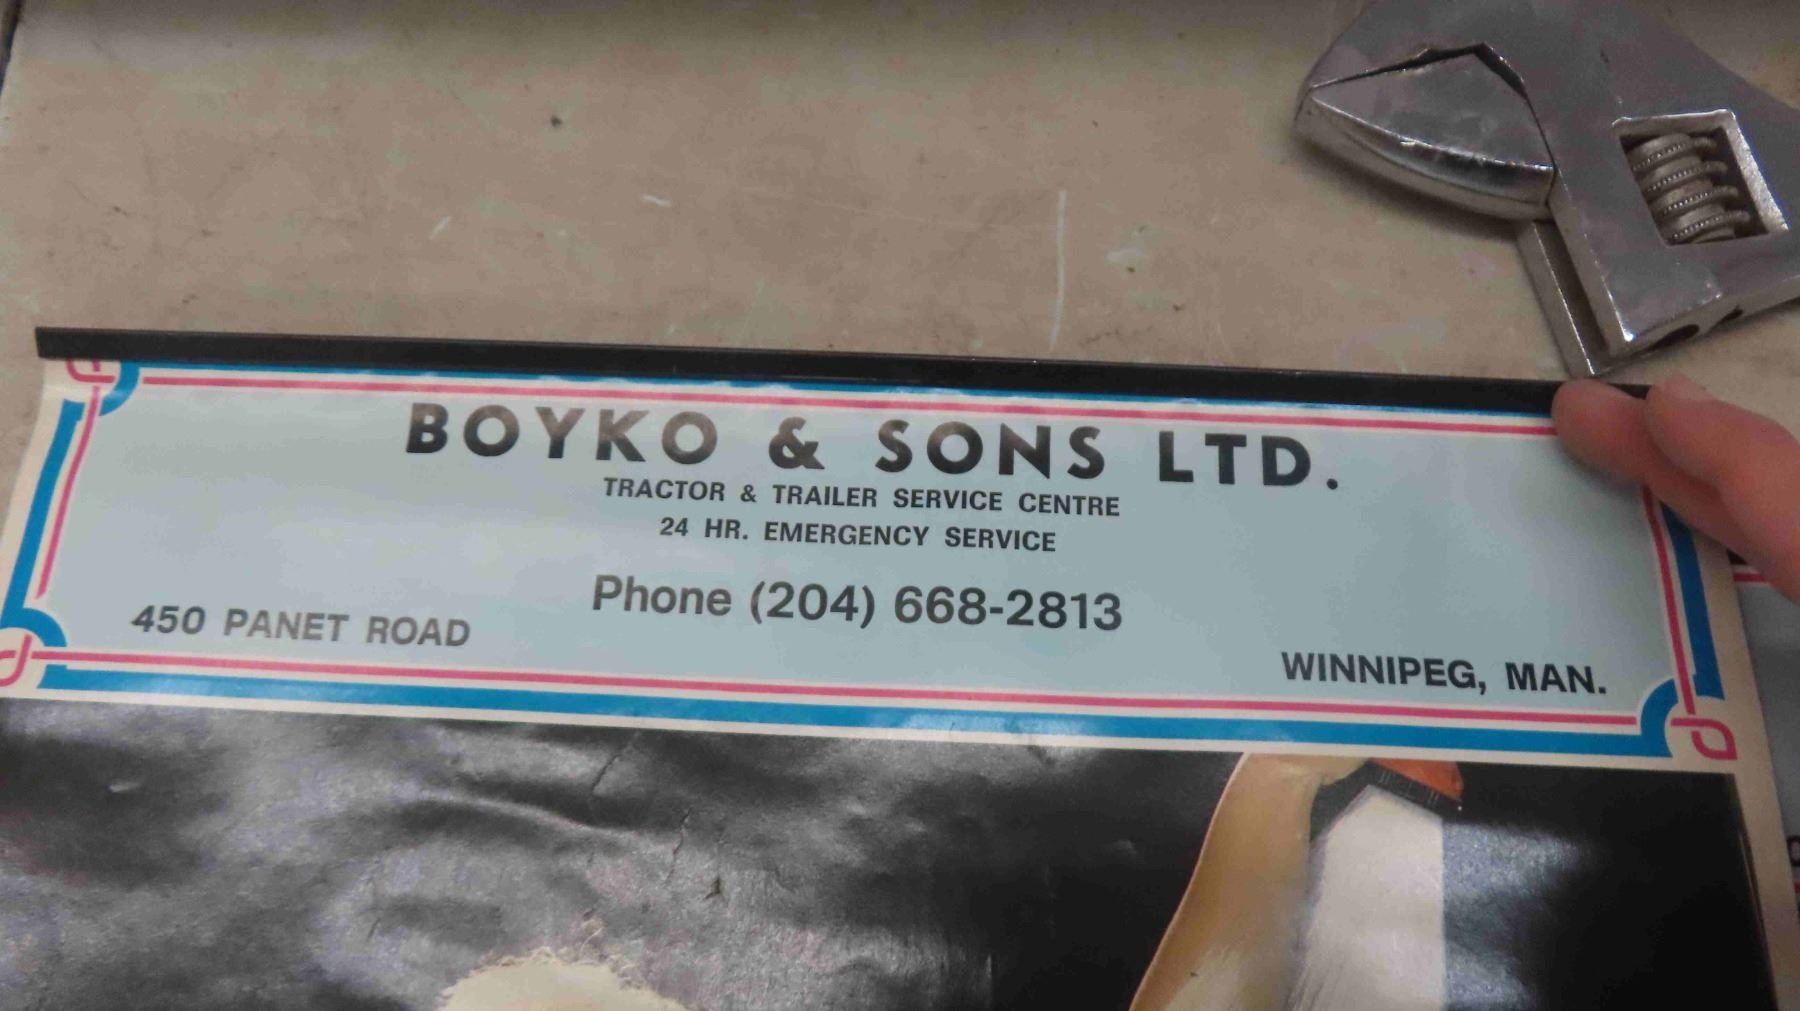 BOYKO & SONS LTD.
TRACTOR & TRAILER SERVICE CENTRE
24 HR. EMERGENCY SERVICE
Phone (204) 668-2813
450 PANET ROAD
WINNIPEG, MAN.